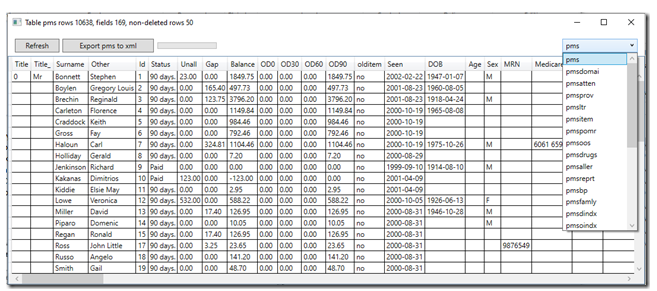 Table pms rows 10638, fields 169, non-deleted rows 50
Refresh Export pms to xml pms
Title Title_ Surname Other Id Status Unall Gap Balance OD0 OD30 OD60 OD90 olditem Seen DOB Age Sex MRN Medicare
0 Mr Bonnett Stephen 1 90 days. 23.00 0.00 1849.75 0.00 0.00 0.00 1849.75 no 2002-02-22 1947-01-07 M
Boylen Gregory Louis 2 90 days. 0.00 165.40 497.73 0.00 0.00 0.00 497.73 no 2001-08-23 1960-08-05
Brechin Reginald 3 90 days. 0.00 123.75 3796.20 0.00 0.00 0.00 3796.20 no 2001-08-23 1918-04-24 M
Carleton Florence 4 90 days. 0.00 0.00 1149.84 0.00 0.00 0.00 1149.84 no 2000-10-19 1965-08-08
Craddock Keith 5 90 days. 0.00 0.00 984.46 0.00 0.00 0.00 984.46 no 2000-10-19
Gross Fay 6 90 days. 0.00 0.00 792.46 0.00 0.00 0.00 792.46 no 2000-10-19
Haloun Carl 7 90 days. 0.00 324.81 1104.46 0.00 0.00 0.00 1104.46 no 2000-10-19 1975-10-26 M 6061 659
Holliday Gerald 8 90 days. 0.00 0.00 7.20 0.00 0.00 0.00 7.20 no 2000-08-29
Jenkinson Richard 9 Paid 0.00 0.00 0.00 0.00 0.00 0.00 0.00 no 1999-09-10 1914-08-10 M
Kakanas Dimitrios 10 Paid 123.00 0.00 -123.00 0.00 0.00 0.00 0.00 no 2001-04-09
Kiddie Elsie May 11 90 days. 0.00 0.00 2.95 0.00 0.00 0.00 2.95 no 2001-04-09
Lowe Veronica 12 90 days. 532.00 0.00 588.22 0.00 0.00 0.00 588.22 no 2000-10-05 1926-06-13 F
Miller David 13 90 days. 0.00 17.40 126.95 0.00 0.00 0.00 126.95 no 2000-08-31 1946-10-28 M
Piparo Domenic 14 90 days. 0.00 0.00 10.05 0.00 0.00 0.00 10.05 no 2000-08-31 M
Regan Ronald 15 90 days. 0.00 17.40 126.95 0.00 0.00 0.00 126.95 no 2000-08-31
Ross John Little 17 90 days. 0.00 3.25 23.65 0.00 0.00 0.00 23.65 no 2000-08-31 9876549
Russo Angelo 18 90 days. 0.00 0.00 141.20 0.00 0.00 0.00 141.20 no 2000-08-31
Smith Gail 19 90 days. 0.00 0.00 48.70 0.00 0.00 0.00 48.70 no 2000-08-31
pms
pmsdomai
pmsatten
pmsprov
pmsltr
pmsitem
pmspomr
pmsoos
pmsdrugs
pmsaller
pmsreprt
pmsbp
pmsfamly
pmsdindx
pmsoindx